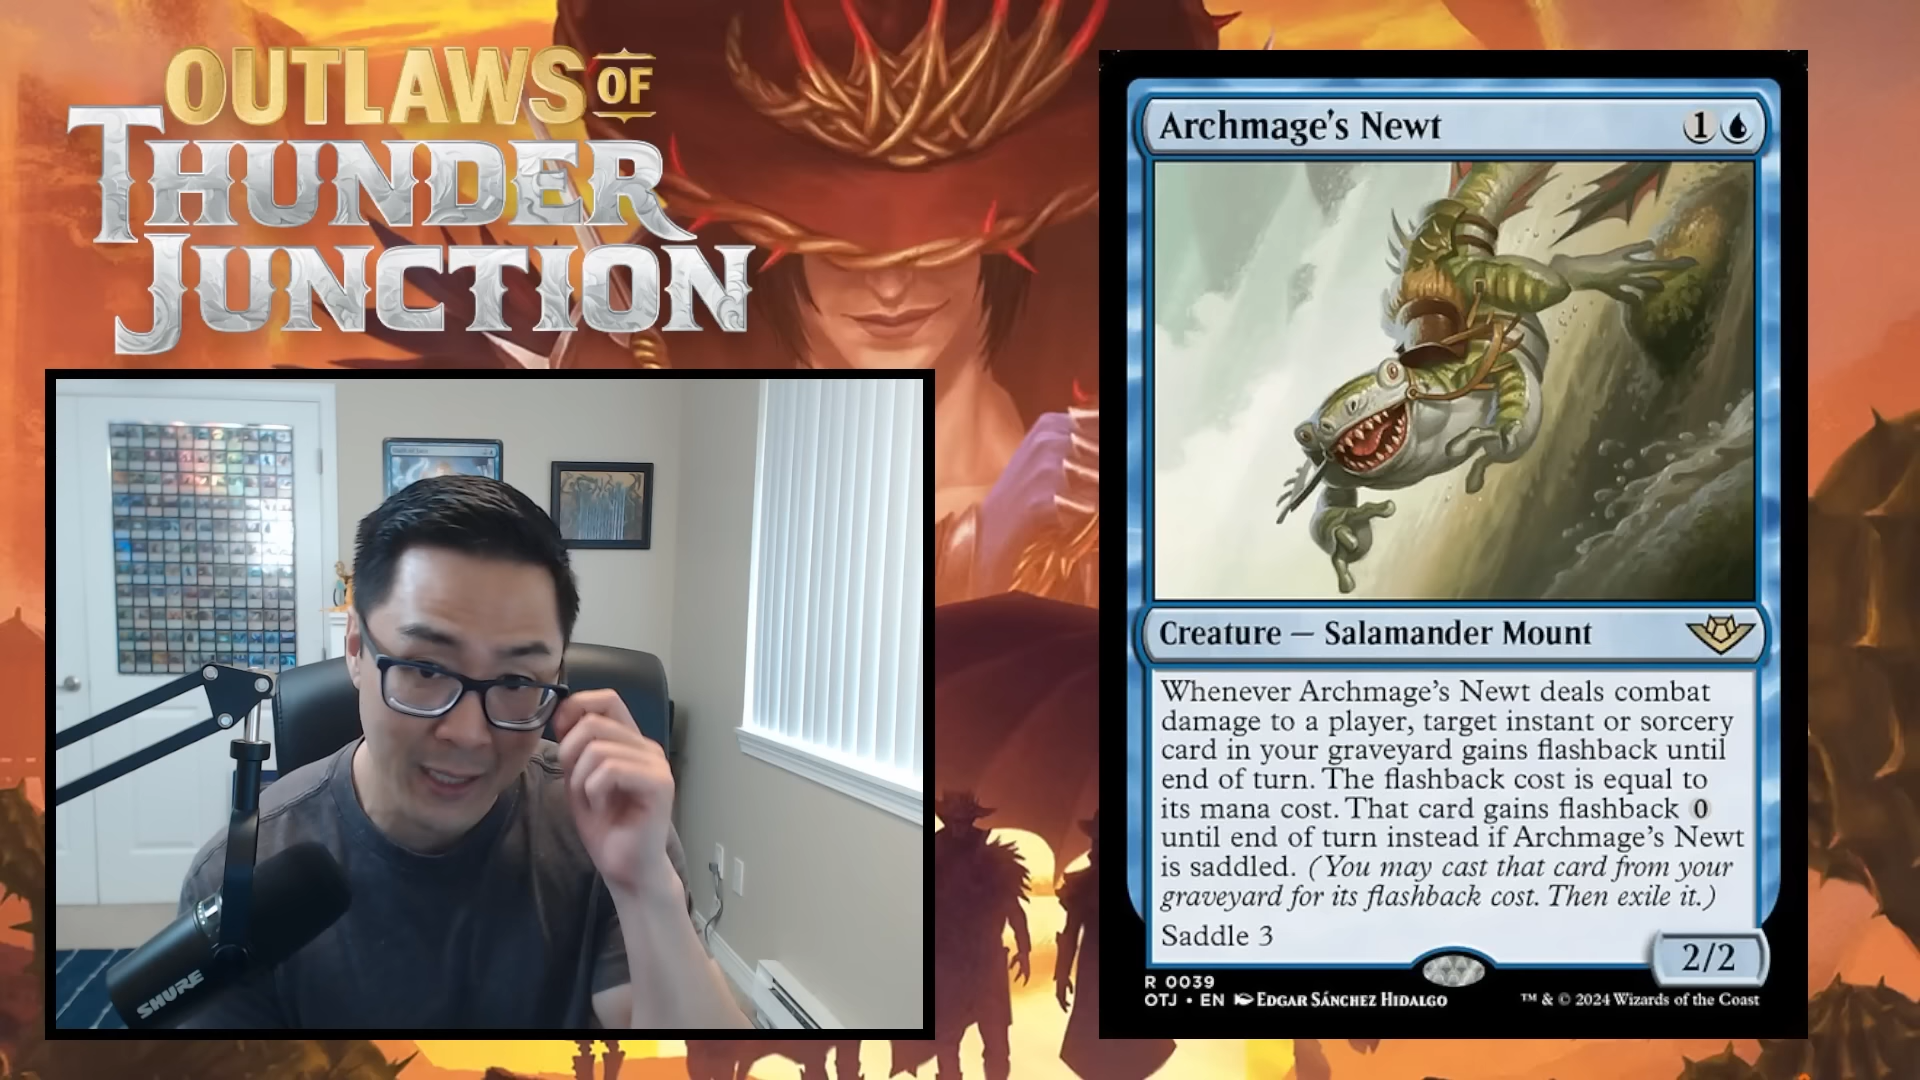 OUTLAWS OF
THUNDER
JUNCTION
Archmage's Newt
1
Creature — Salamander Mount
Whenever Archmage's Newt deals combat
damage to a player, target instant or sorcery
card in your graveyard gains flashback until
end of turn. The flashback cost is equal to
its mana cost. That card gains flashback 0
until end of turn instead if Archmage's Newt
is saddled. (You may cast that card from your
graveyard for its flashback cost. Then exile it.)
Saddle 3
2/2
R 0039
OTJ • EN EDGAR SÁNCHEZ HIDALGO
™ & © 2024 Wizards of the Coast
SHURE